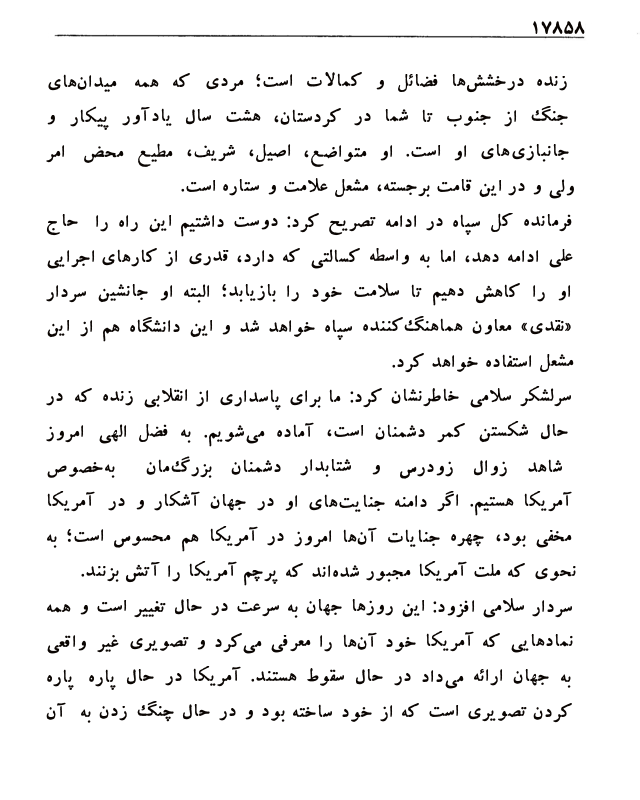 ۱۷۸۵۸
زنده درخشش‌ها فضائل و کمالات است؛ مردی که همه میدان‌های
جنگ از جنوب تا شما در کردستان، هشت سال یادآور پیکار و
جانبازی‌های او است. او متواضع، اصیل، شریف، مطیع محض امر
ولی و در این قامت برجسته، مشعل علامت و ستاره است.
فرمانده کل سپاه در ادامه تصریح کرد: دوست داشتیم این راه را حاج
علی ادامه دهد، اما به واسطه کسالتی که دارد، قدری از کارهای اجرایی
او را کاهش دهیم تا سلامت خود را بازیابد؛ البته او جانشین سردار
«نقدی» معاون هماهنگ‌کننده سپاه خواهد شد و این دانشگاه هم از این
مشعل استفاده خواهد کرد.
سرلشکر سلامی خاطرنشان کرد: ما برای پاسداری از انقلابی زنده که در
حال شکستن کمر دشمنان است، آماده می‌شویم. به فضل الهی امروز
شاهد زوال زودرس و شتابدار دشمنان بزرگ‌مان به‌خصوص
آمریکا هستیم. اگر دامنه جنایت‌های او در جهان آشکار و در آمریکا
مخفی بود، چهره جنایات آن‌ها امروز در آمریکا هم محسوس است؛ به
نحوی که ملت آمریکا مجبور شده‌اند که پرچم آمریکا را آتش بزنند.
سردار سلامی افزود: این روزها جهان به سرعت در حال تغییر است و همه
نمادهایی که آمریکا خود آن‌ها را معرفی می‌کرد و تصویری غیر واقعی
به جهان ارائه می‌داد در حال سقوط هستند. آمریکا در حال پاره پاره
کردن تصویری است که از خود ساخته بود و در حال چنگ زدن به آن